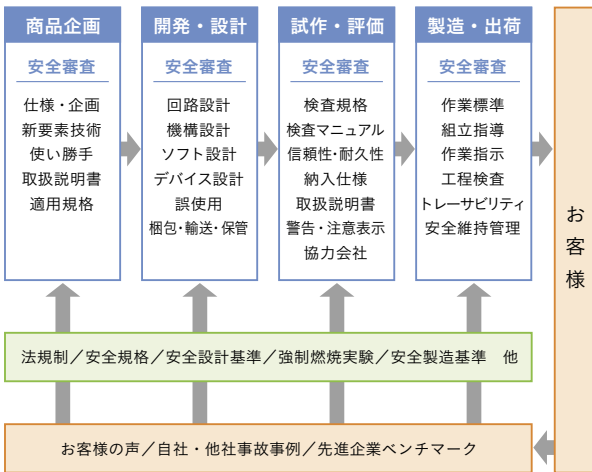 商品企画
安全審査
仕様・企画
新要素技術
使い勝手
取扱説明書
適用規格
開発・設計
安全審査
回路設計
機構設計
ソフト設計
デバイス設計
誤使用
梱包・輸送・保管
試作・評価
安全審査
検査規格
検査マニュアル
信頼性・耐久性
納入仕様
取扱説明書
警告・注意表示
協力会社
製造・出荷
安全審査
作業標準
組立指導
作業指示
工程検査
トレーサビリティ
安全維持管理
お客様
法規制／安全規格／安全設計基準／強制燃焼実験／安全製造基準　他
お客様の声／自社・他社事故事例／先進企業ベンチマーク